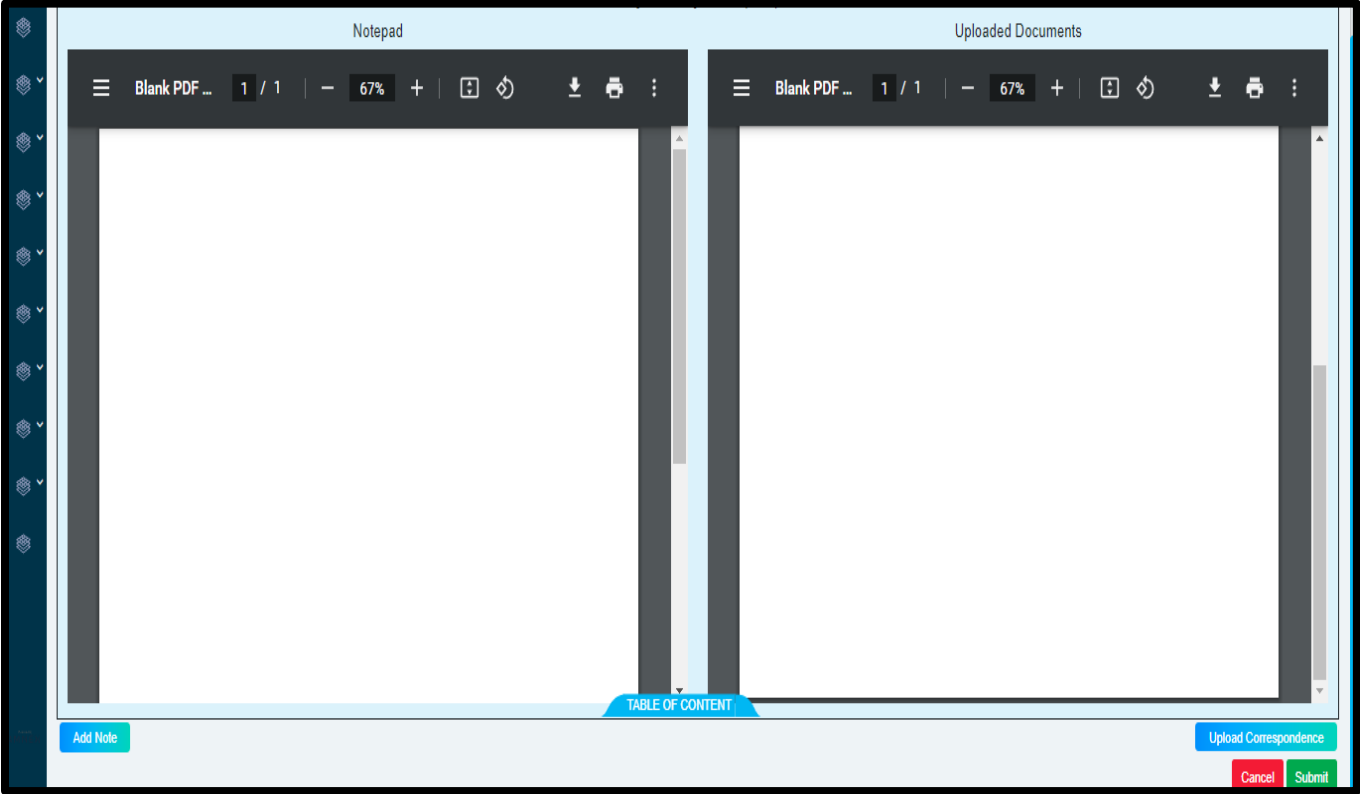 Notepad
Uploaded Documents
Blank PDF ... 1 / 1 67%
Blank PDF ... 1 / 1 67%
TABLE OF CONTENT
Add Note
Upload Correspondence
Cancel
Submit